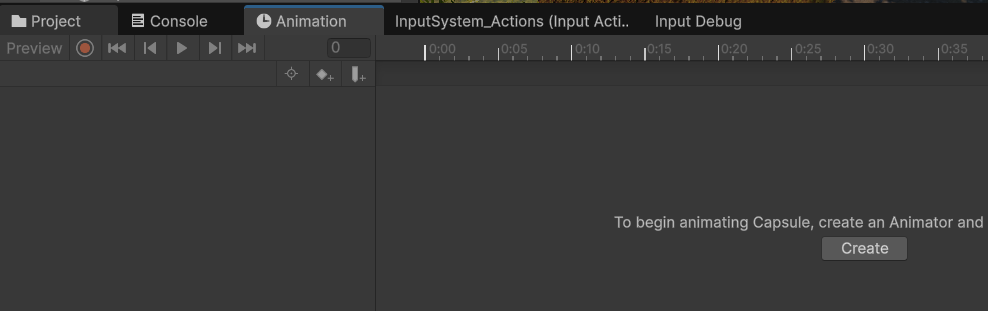 Project
Console
Animation
InputSystem_Actions (Input Acti..
Input Debug
Preview
0
0:00
0:05
0:10
0:15
0:20
0:25
0:30
0:35
To begin animating Capsule, create an Animator and
Create